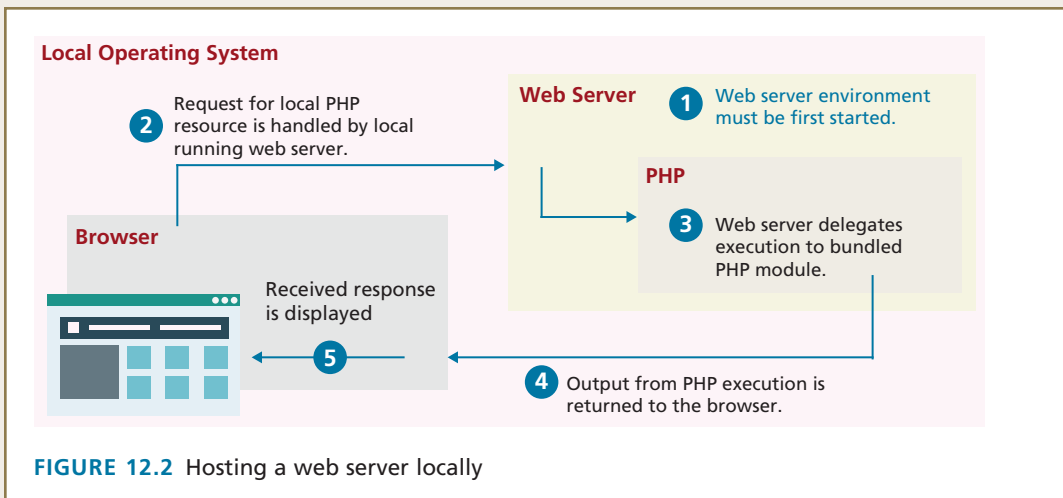 Local Operating System
Web Server
1
Web server environment
must be first started.
2
Request for local PHP
resource is handled by local
running web server.
PHP
3
Web server delegates
execution to bundled
PHP module.
Browser
Received response
is displayed
5
4
Output from PHP execution is
returned to the browser.
FIGURE 12.2 Hosting a web server locally